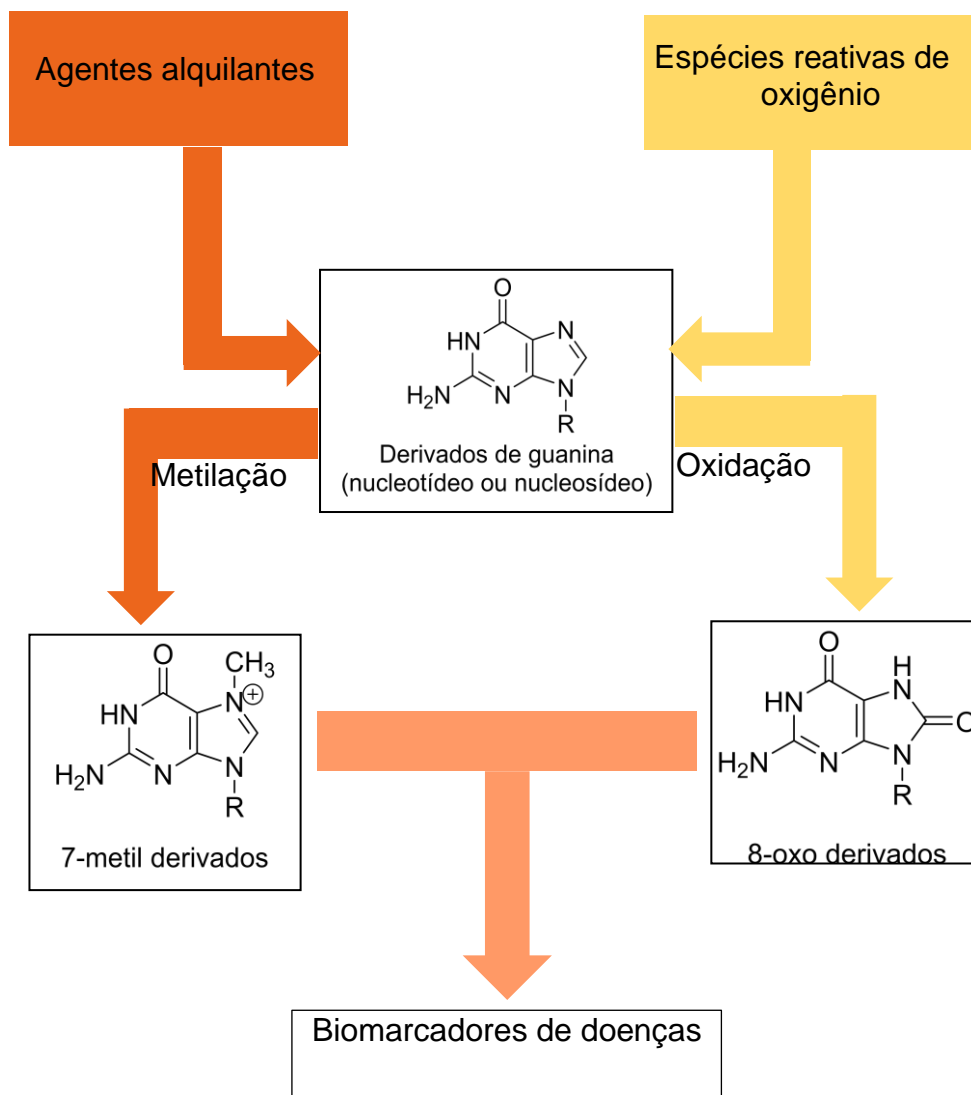 Agentes alquilantes
Espécies reativas de
oxigênio
O
N
HN
H₂N
N
N
R
Derivados de guanina
(nucleotídeo ou nucleosídeo)
Metilação
Oxidação
O
CH₃
N⊕
HN
H₂N
N
N
R
7-metil derivados
O
H
N
HN
O
H₂N
N
N
R
8-oxo derivados
Biomarcadores de doenças